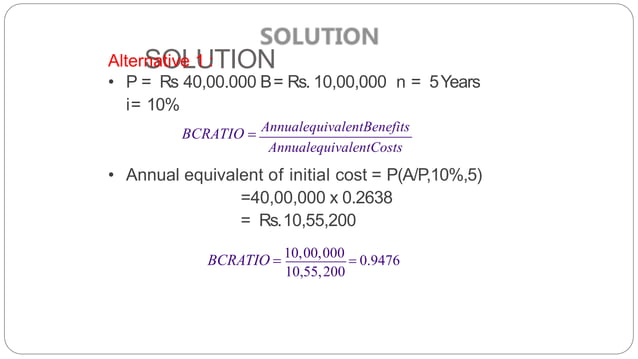 SOLUTION
SOLUTION
Alternative 1 :
• P = Rs 40,00.000 B = Rs. 10,00,000 n = 5 Years
i = 10%
BCRATIO = AnnualequivalentBenefits / AnnualequivalentCosts
• Annual equivalent of initial cost = P(A/P,10%,5)
=40,00,000 x 0.2638
= Rs.10,55,200
BCRATIO = 10,00,000 / 10,55,200 = 0.9476